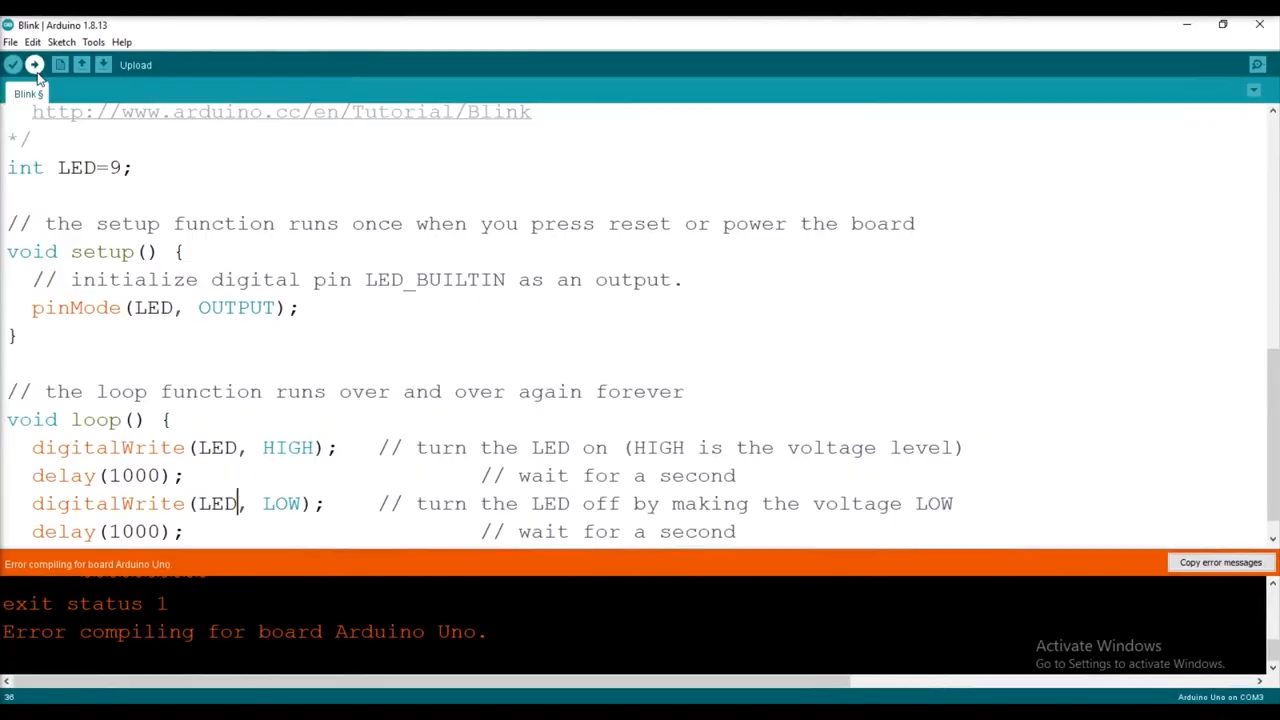 Blink | Arduino 1.8.13
File Edit Sketch Tools Help
Upload
Blink §
http://www.arduino.cc/en/Tutorial/Blink
*/
int LED=9;
// the setup function runs once when you press reset or power the board
void setup() {
// initialize digital pin LED_BUILTIN as an output.
pinMode(LED, OUTPUT);
}
// the loop function runs over and over again forever
void loop() {
digitalWrite(LED, HIGH); // turn the LED on (HIGH is the voltage level)
delay(1000); // wait for a second
digitalWrite(LED, LOW); // turn the LED off by making the voltage LOW
delay(1000); // wait for a second
Error compiling for board Arduino Uno.
Copy error messages
exit status 1
Error compiling for board Arduino Uno.
Activate Windows
Go to Settings to activate Windows.
36
Arduino Uno on COM3